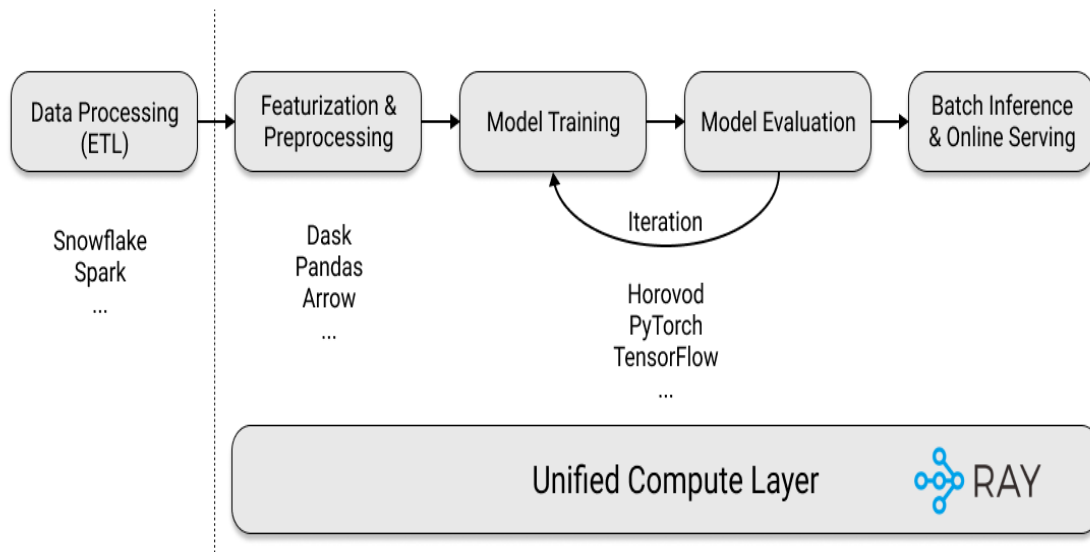 Data Processing
(ETL)
Featurization &
Preprocessing
Model Training
Model Evaluation
Batch Inference
& Online Serving
Iteration
Snowflake
Spark
...
Dask
Pandas
Arrow
...
Horovod
PyTorch
TensorFlow
...
Unified Compute Layer
RAY